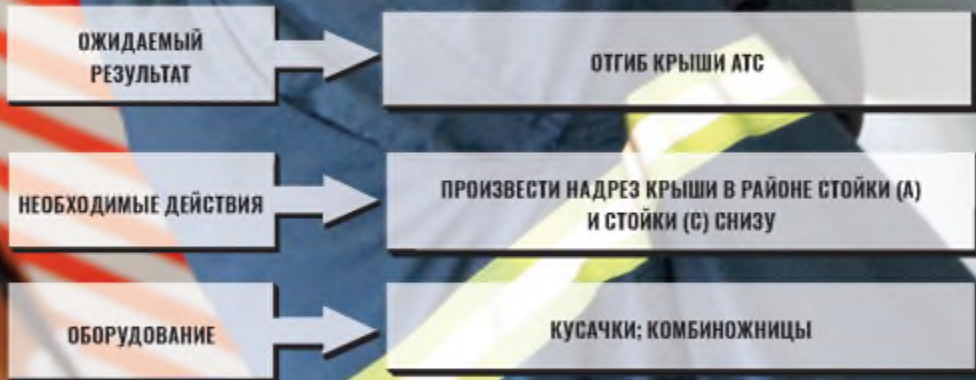 ОЖИДАЕМЫЙ
РЕЗУЛЬТАТ
ОТГИБ КРЫШИ АТС
НЕОБХОДИМЫЕ ДЕЙСТВИЯ
ПРОИЗВЕСТИ НАДРЕЗ КРЫШИ В РАЙОНЕ СТОЙКИ (А)
И СТОЙКИ (С) СНИЗУ
ОБОРУДОВАНИЕ
КУСАЧКИ; КОМБИНОЖНИЦЫ